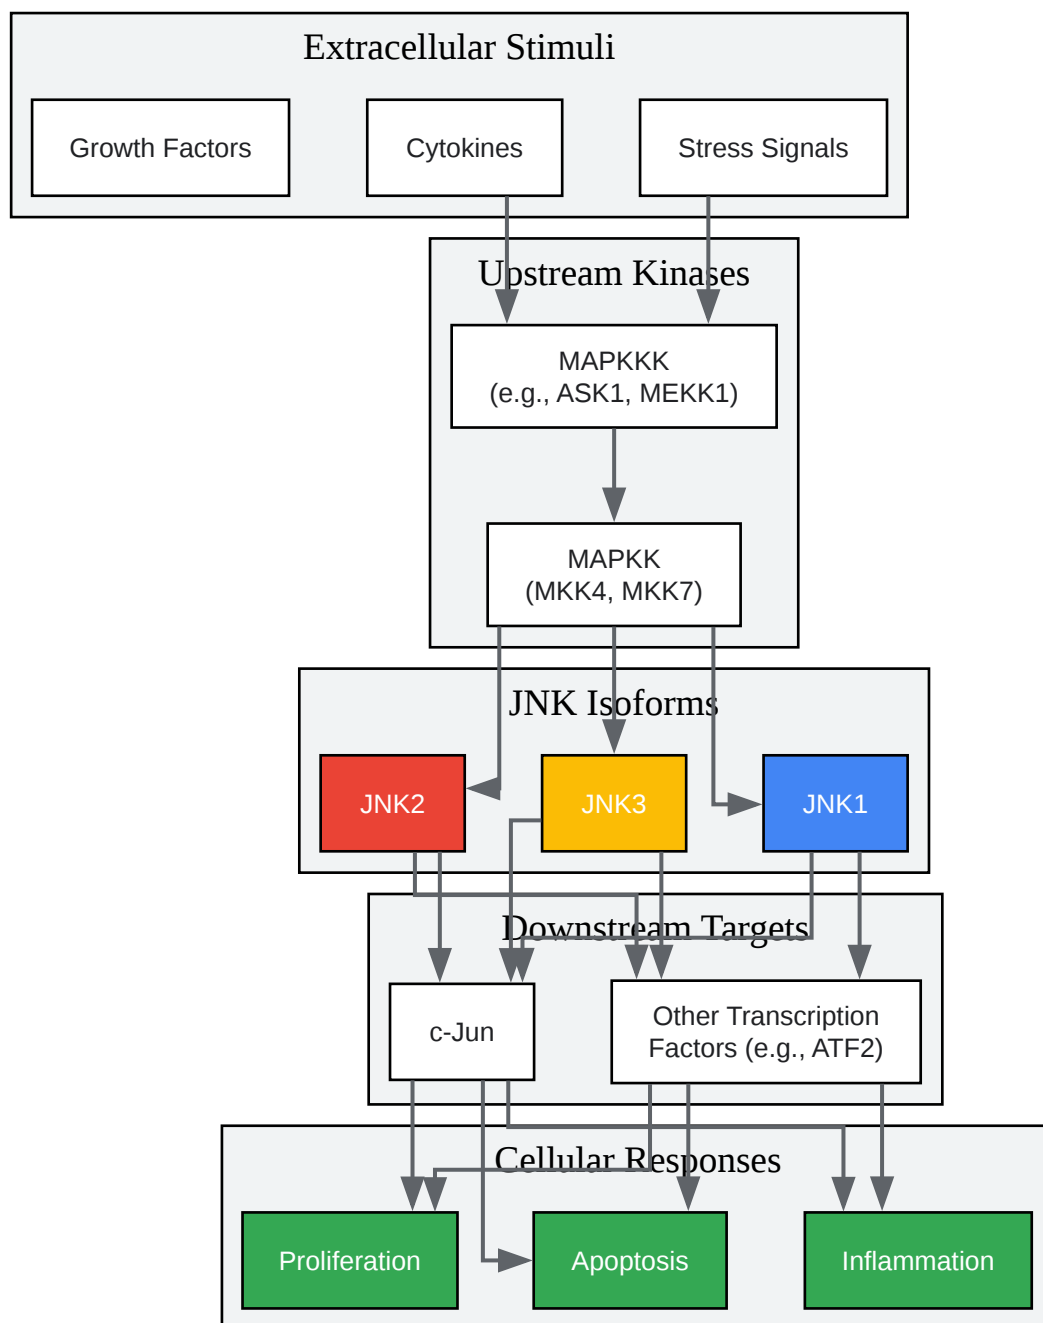 Extracellular Stimuli
Growth Factors
Cytokines
Stress Signals
Upstream Kinases
MAPKKK
(e.g., ASK1, MEKK1)
MAPKK
(MKK4, MKK7)
JNK Isoforms
JNK2
JNK3
JNK1
Downstream Targets
c-Jun
Other Transcription
Factors (e.g., ATF2)
Cellular Responses
Proliferation
Apoptosis
Inflammation